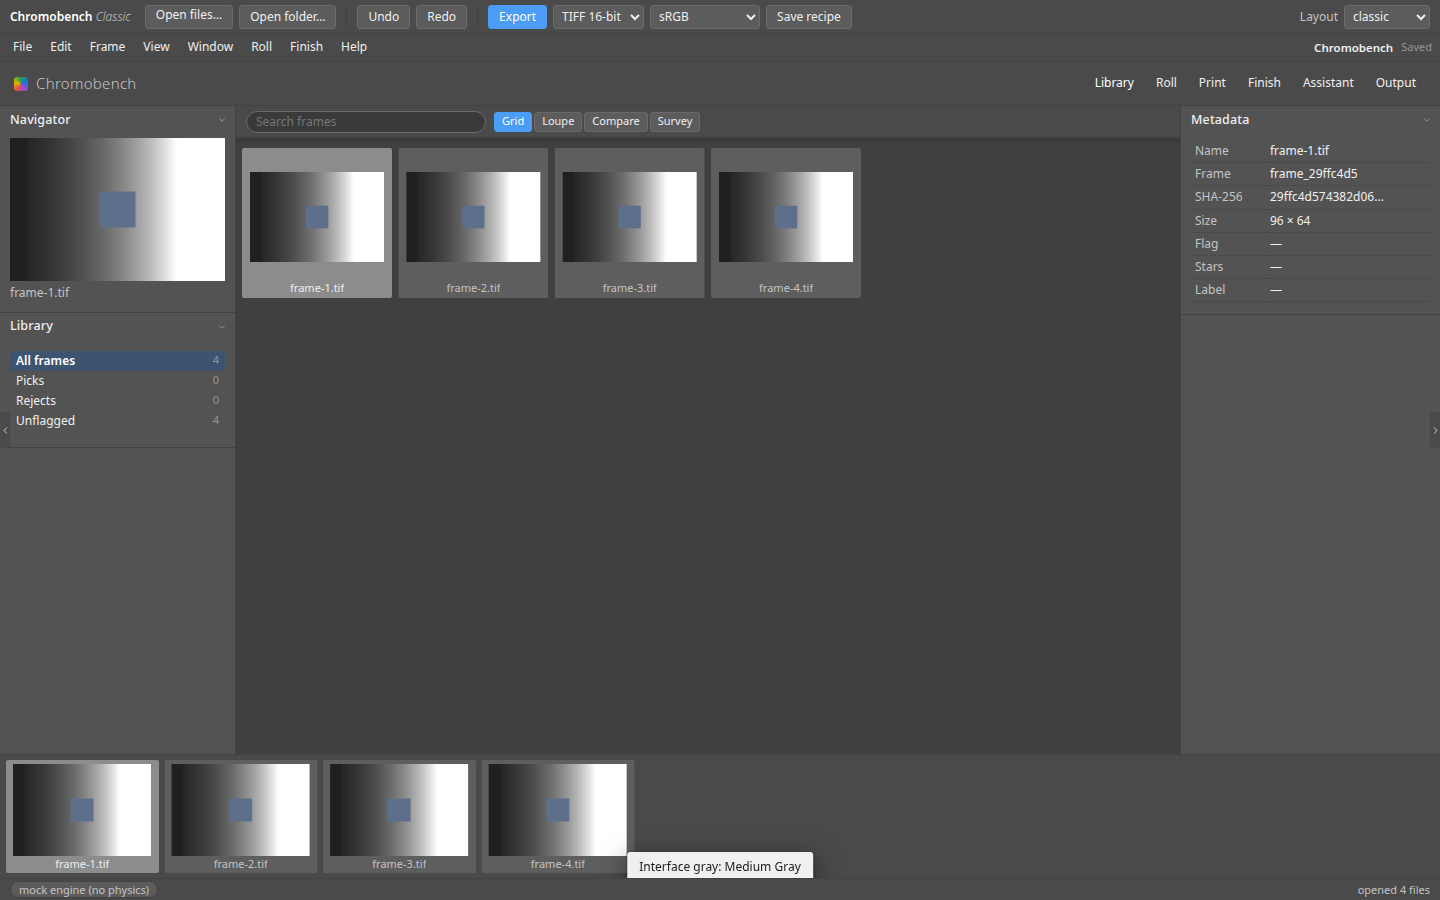 Chromobench Classic Open files... Open folder... Undo Redo Export TIFF 16-bit sRGB Save recipe Layout classic
File Edit Frame View Window Roll Finish Help Chromobench Saved
Chromobench Library Roll Print Finish Assistant Output
Navigator
frame-1.tif
Library
All frames 4
Picks 0
Rejects 0
Unflagged 4
Search frames Grid Loupe Compare Survey
frame-1.tif frame-2.tif frame-3.tif frame-4.tif
Metadata
Name frame-1.tif
Frame frame_29ffc4d5
SHA-256 29ffc4d574382d06...
Size 96 × 64
Flag —
Stars —
Label —
frame-1.tif frame-2.tif frame-3.tif frame-4.tif
Interface gray: Medium Gray
mock engine (no physics) opened 4 files